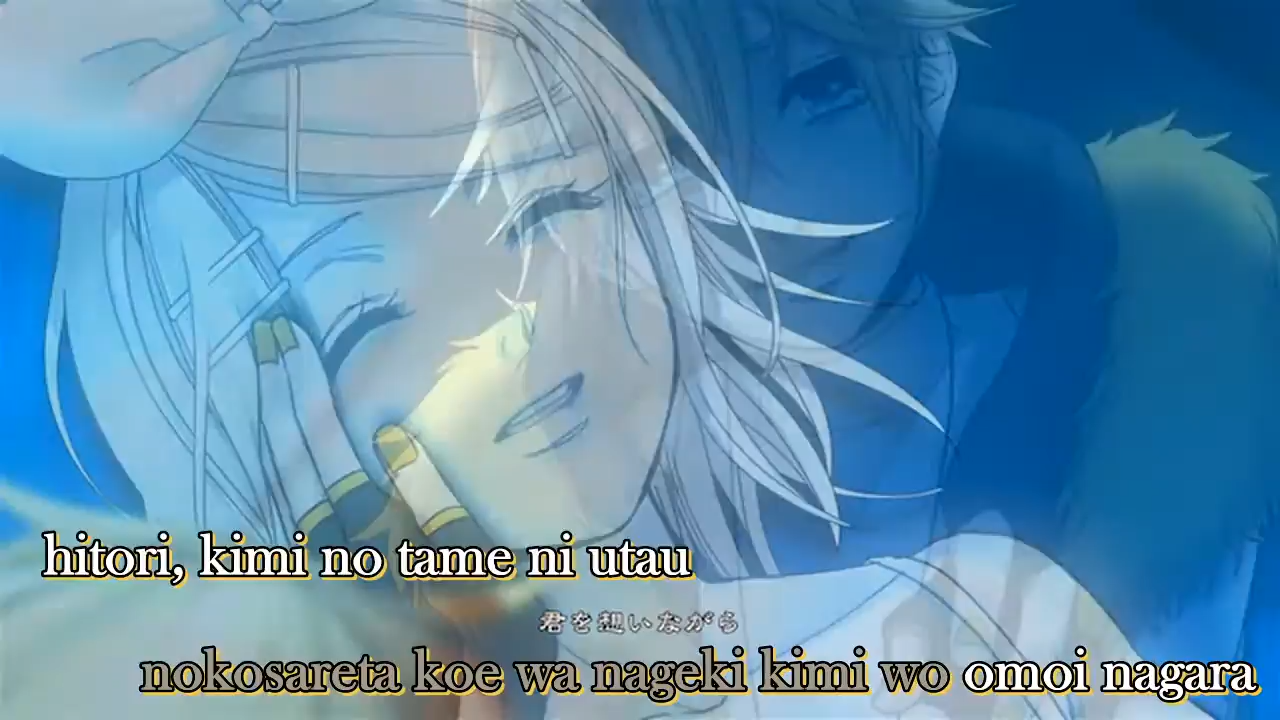 hitori, kimi no tame ni utau
君を想いながら
nokosareta koe wa nageki kimi wo omoi nagara